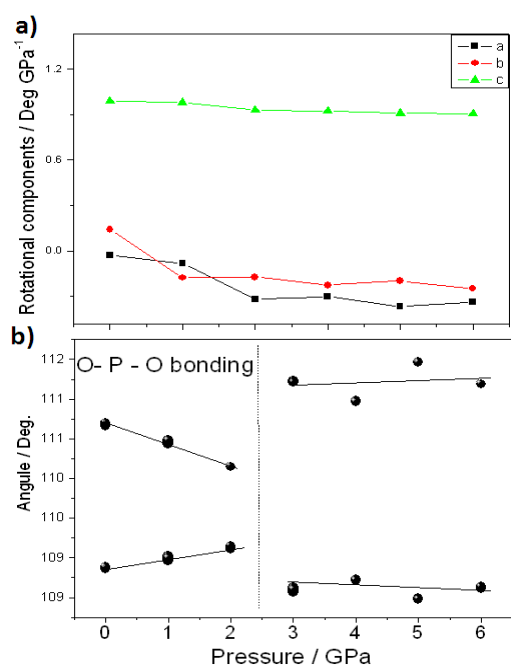 a)
Rotational components / Deg GPa⁻¹
1.2
0.6
0.0
a
b
c
b)
O- P - O bonding
Angule / Deg.
112
111
111
110
110
109
109
0 1 2 3 4 5 6
Pressure / GPa